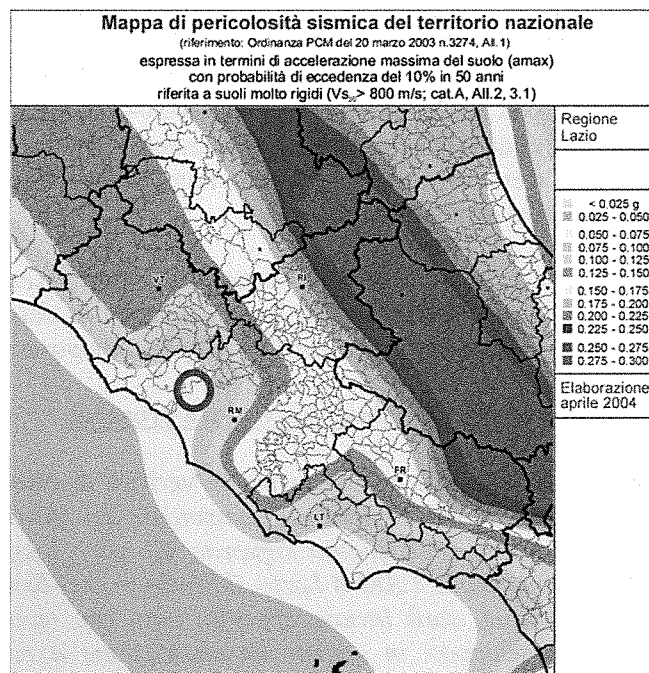 Mappa di pericolosità sismica del territorio nazionale
(riferimento: Ordinanza PCM del 20 marzo 2003 n.3274, All.1)
espressa in termini di accelerazione massima del suolo (amax)
con probabilità di eccedenza del 10% in 50 anni
riferita a suoli molto rigidi (Vs₃₀> 800 m/s; cat.A, All.2, 3.1)
Regione
Lazio
< 0.025 g
0.025 - 0.050
0.050 - 0.075
0.075 - 0.100
0.100 - 0.125
0.125 - 0.150
0.150 - 0.175
0.175 - 0.200
0.200 - 0.225
0.225 - 0.250
0.250 - 0.275
0.275 - 0.300
Elaborazione
aprile 2004
VT
RI
RM
FR
LT